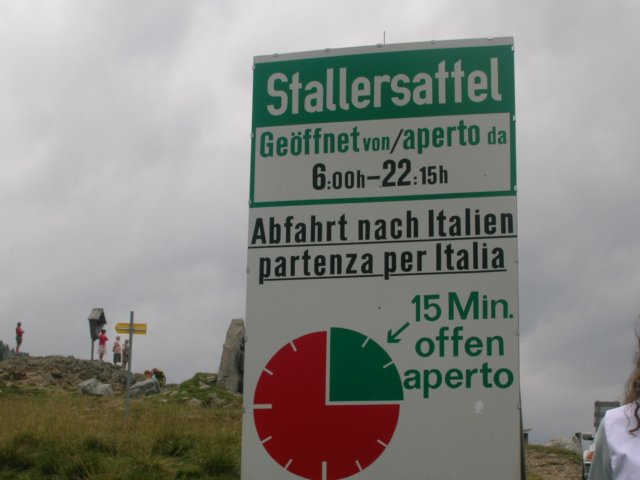 Stallersattel
Geöffnet von/aperto da
6:00h-22:15h
Abfahrt nach Italien
partenza per Italia
15 Min.
offen
aperto